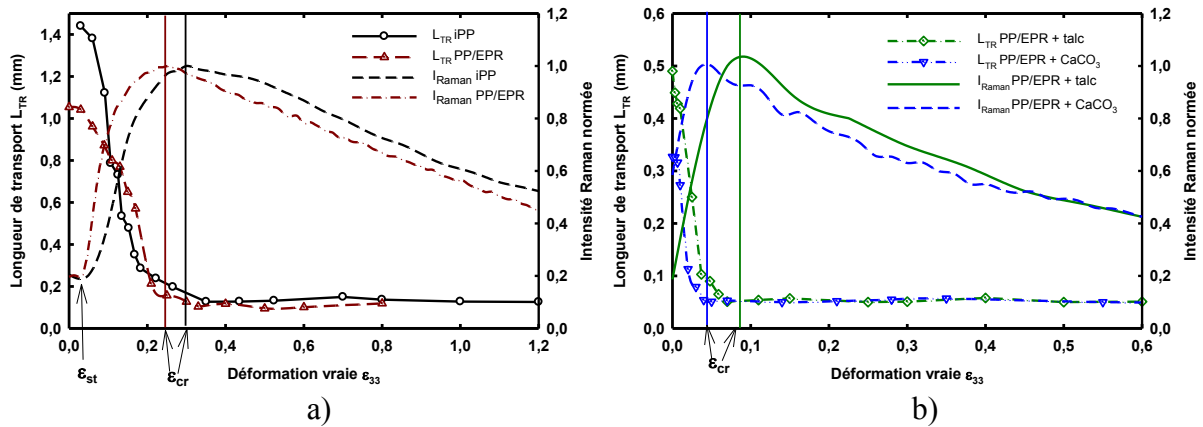 Longueur de transport L_TR (mm)
1,4
1,2
1,0
0,8
0,6
0,4
0,2
0,0
0,0
0,2
0,4
0,6
0,8
1,0
1,2
L_TR iPP
L_TR PP/EPR
I_Raman iPP
I_Raman PP/EPR
1,2
1,0
0,8
0,6
0,4
0,2
0,0
Intensité Raman normée
ε_st
ε_cr
Déformation vraie ε_33
a)
Longueur de transport L_TR (mm)
0,6
0,5
0,4
0,3
0,2
0,1
0,0
0,0
0,1
0,2
0,3
0,4
0,5
0,6
L_TR PP/EPR + talc
L_TR PP/EPR + CaCO_3
I_Raman PP/EPR + talc
I_Raman PP/EPR + CaCO_3
1,2
1,0
0,8
0,6
0,4
0,2
0,0
Intensité Raman normée
ε_cr
Déformation vraie ε_33
b)